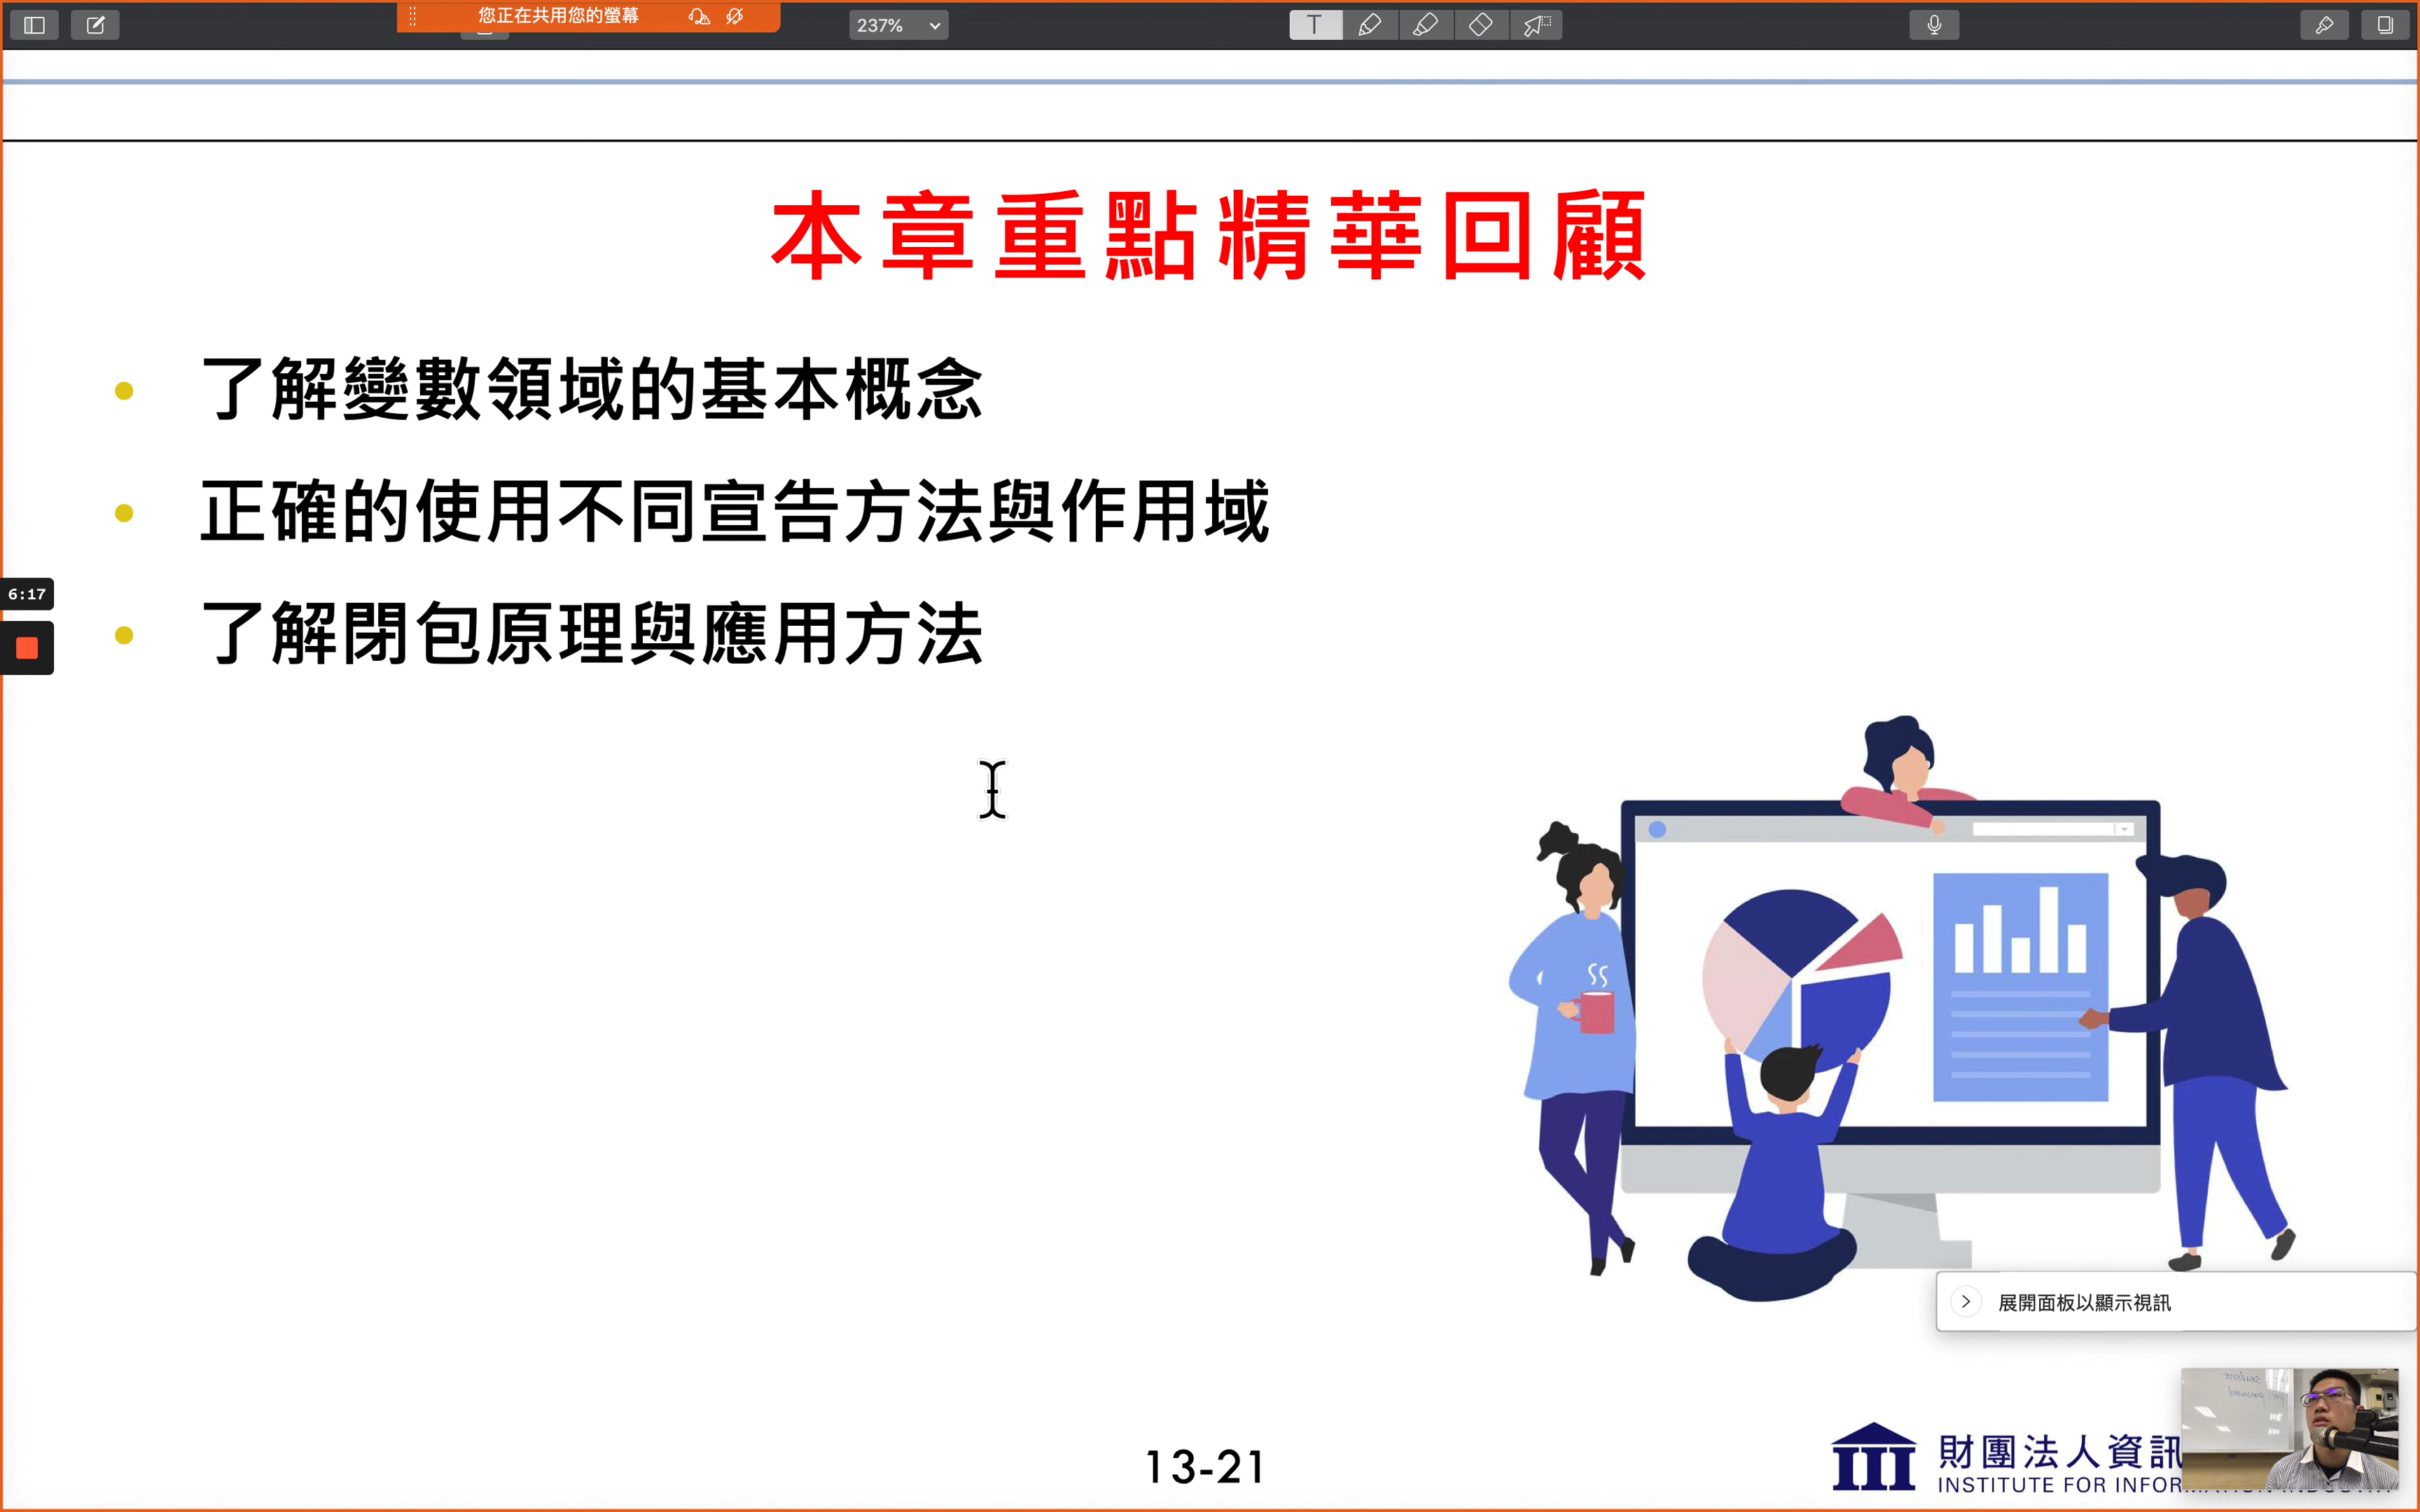 您正在共用您的螢幕
237%
T
本章重點精華回顧
了解變數領域的基本概念
正確的使用不同宣告方法與作用域
6:17
了解閉包原理與應用方法
展開面板以顯示視訊
13-21
財團法人資訊
INSTITUTE FOR INFOR